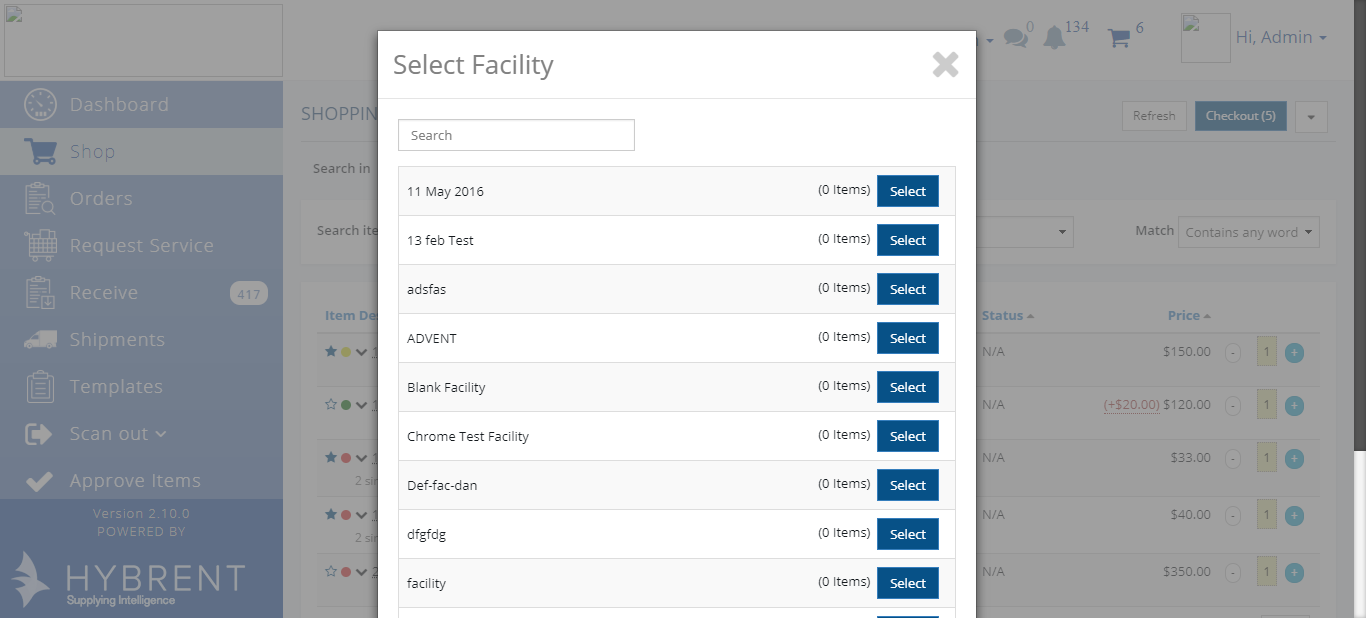 Select Facility
0
134
6
Hi, Admin
Dashboard
Shop
Orders
Request Service
Receive 417
Shipments
Templates
Scan out
Approve Items
Version 2.10.0
POWERED BY
HYBRENT
Supplying Intelligence
SHOPPIN
Refresh
Checkout (5)
Search in
Search ite
Match
Contains any word
Search
11 May 2016 (0 Items) Select
13 feb Test (0 Items) Select
adsfas (0 Items) Select
ADVENT (0 Items) Select
Blank Facility (0 Items) Select
Chrome Test Facility (0 Items) Select
Def-fac-dan (0 Items) Select
dfgfdg (0 Items) Select
facility (0 Items) Select
Item De
Status
Price
N/A $150.00 - 1 +
N/A (+$20.00) $120.00 - 1 +
N/A $33.00 - 1 +
2 si
N/A $40.00 - 1 +
2 si
N/A $350.00 - 1 +